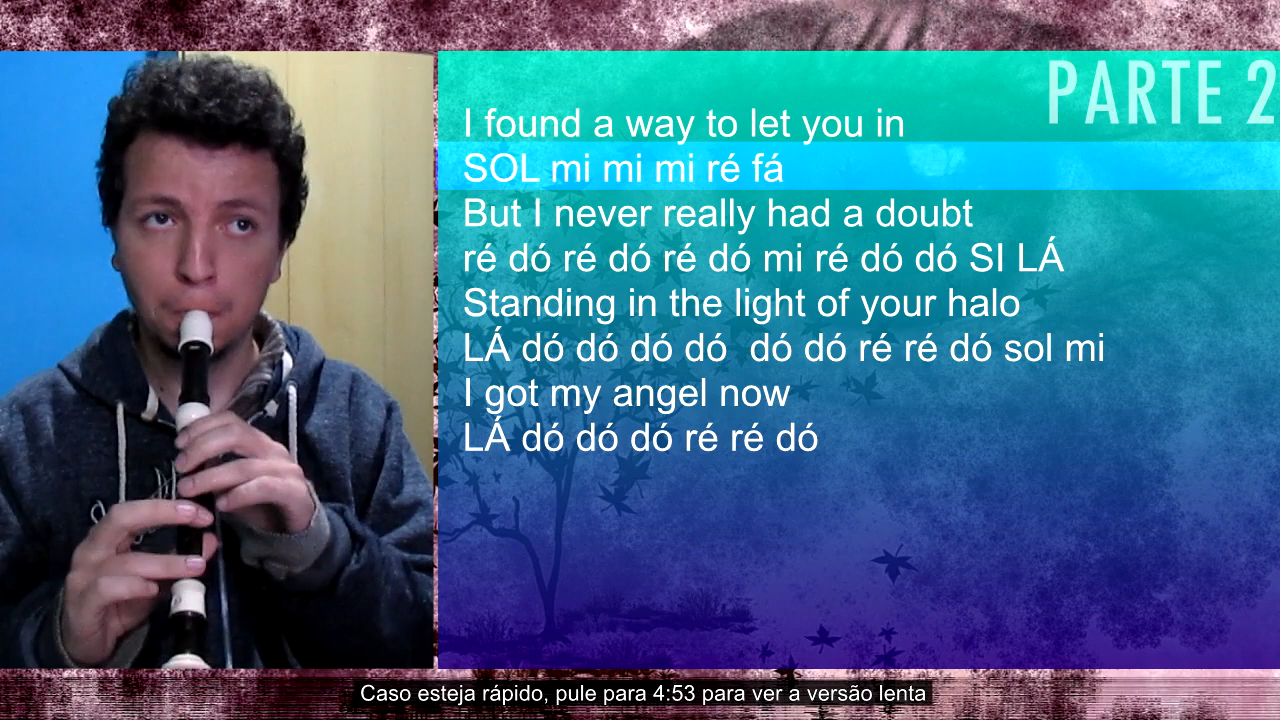 PARTE 2
I found a way to let you in
SOL mi mi mi ré fá
But I never really had a doubt
ré dó ré dó ré dó mi ré dó dó SI LÁ
Standing in the light of your halo
LÁ dó dó dó dó  dó dó ré ré dó sol mi
I got my angel now
LÁ dó dó dó ré ré dó
Caso esteja rápido, pule para 4:53 para ver a versão lenta